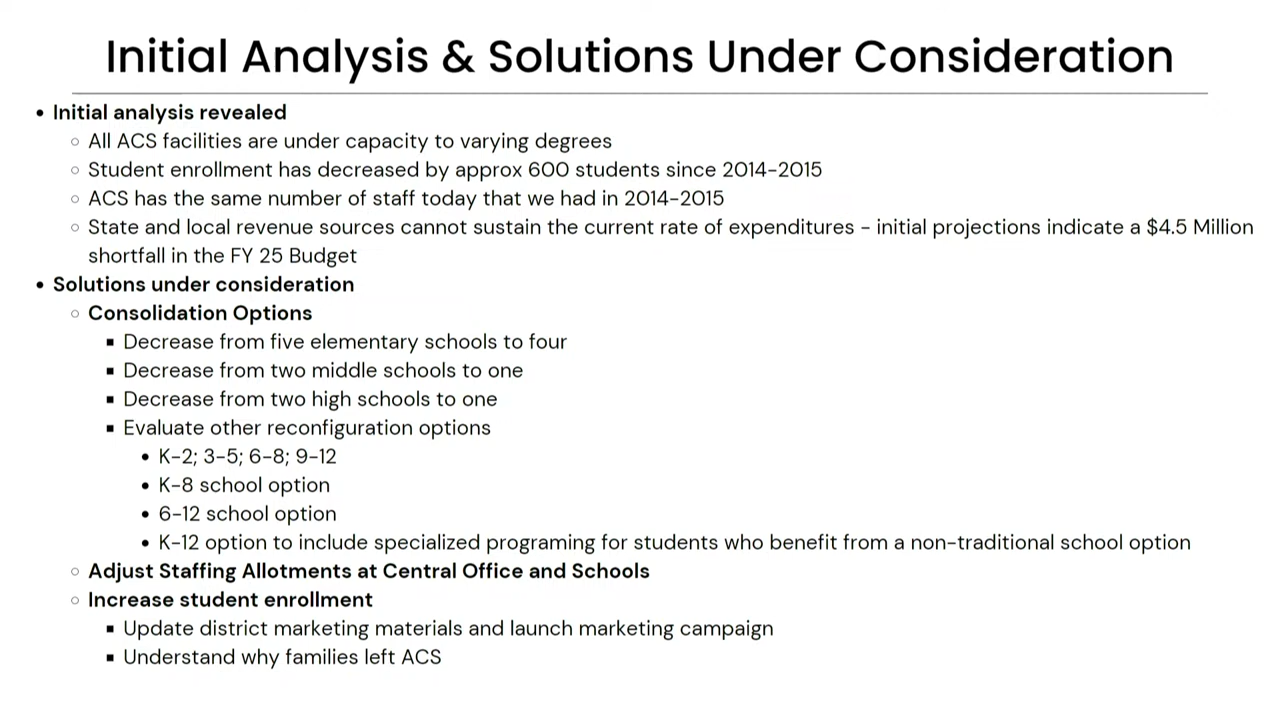 Initial Analysis & Solutions Under Consideration
• Initial analysis revealed
○ All ACS facilities are under capacity to varying degrees
○ Student enrollment has decreased by approx 600 students since 2014-2015
○ ACS has the same number of staff today that we had in 2014-2015
○ State and local revenue sources cannot sustain the current rate of expenditures - initial projections indicate a $4.5 Million
shortfall in the FY 25 Budget
• Solutions under consideration
○ Consolidation Options
▪ Decrease from five elementary schools to four
▪ Decrease from two middle schools to one
▪ Decrease from two high schools to one
▪ Evaluate other reconfiguration options
• K-2; 3-5; 6-8; 9-12
• K-8 school option
• 6-12 school option
• K-12 option to include specialized programing for students who benefit from a non-traditional school option
○ Adjust Staffing Allotments at Central Office and Schools
○ Increase student enrollment
▪ Update district marketing materials and launch marketing campaign
▪ Understand why families left ACS